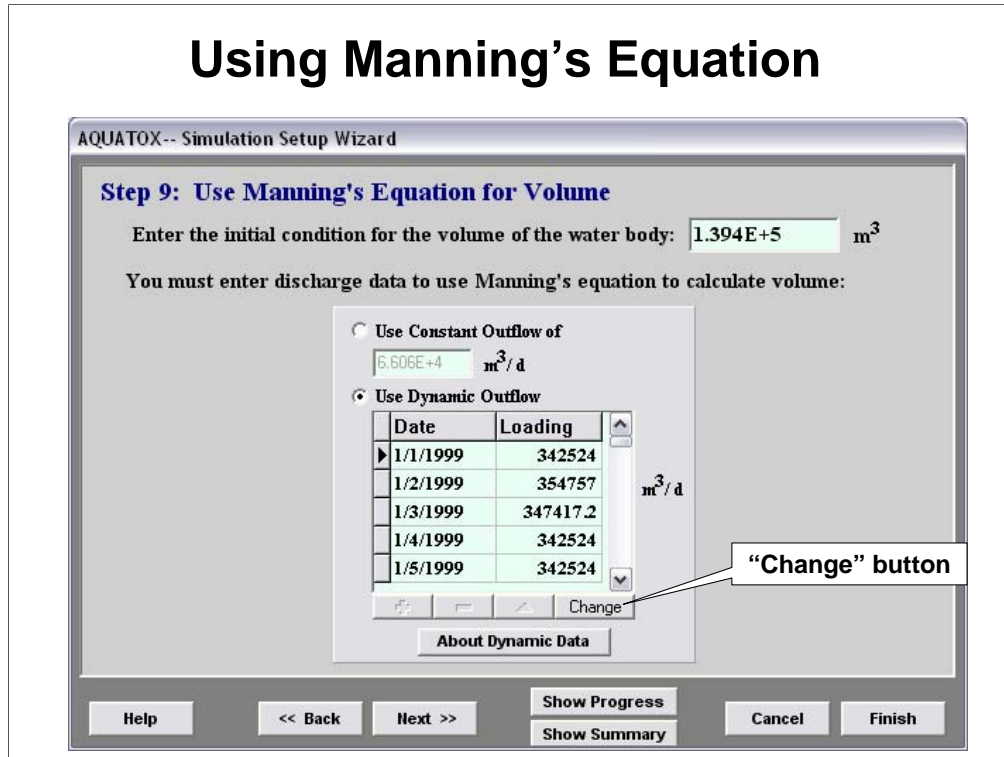 Using Manning's Equation
AQUATOX-- Simulation Setup Wizard
Step 9: Use Manning's Equation for Volume
Enter the initial condition for the volume of the water body: 1.394E+5 m³
You must enter discharge data to use Manning's equation to calculate volume:
Use Constant Outflow of
6.606E+4 m³/ d
Use Dynamic Outflow
Date Loading
1/1/1999 342524
1/2/1999 354757
m³/ d
1/3/1999 347417.2
1/4/1999 342524
1/5/1999 342524
“Change” button
Change
About Dynamic Data
Help << Back Next >> Show Progress Cancel Finish
Show Summary